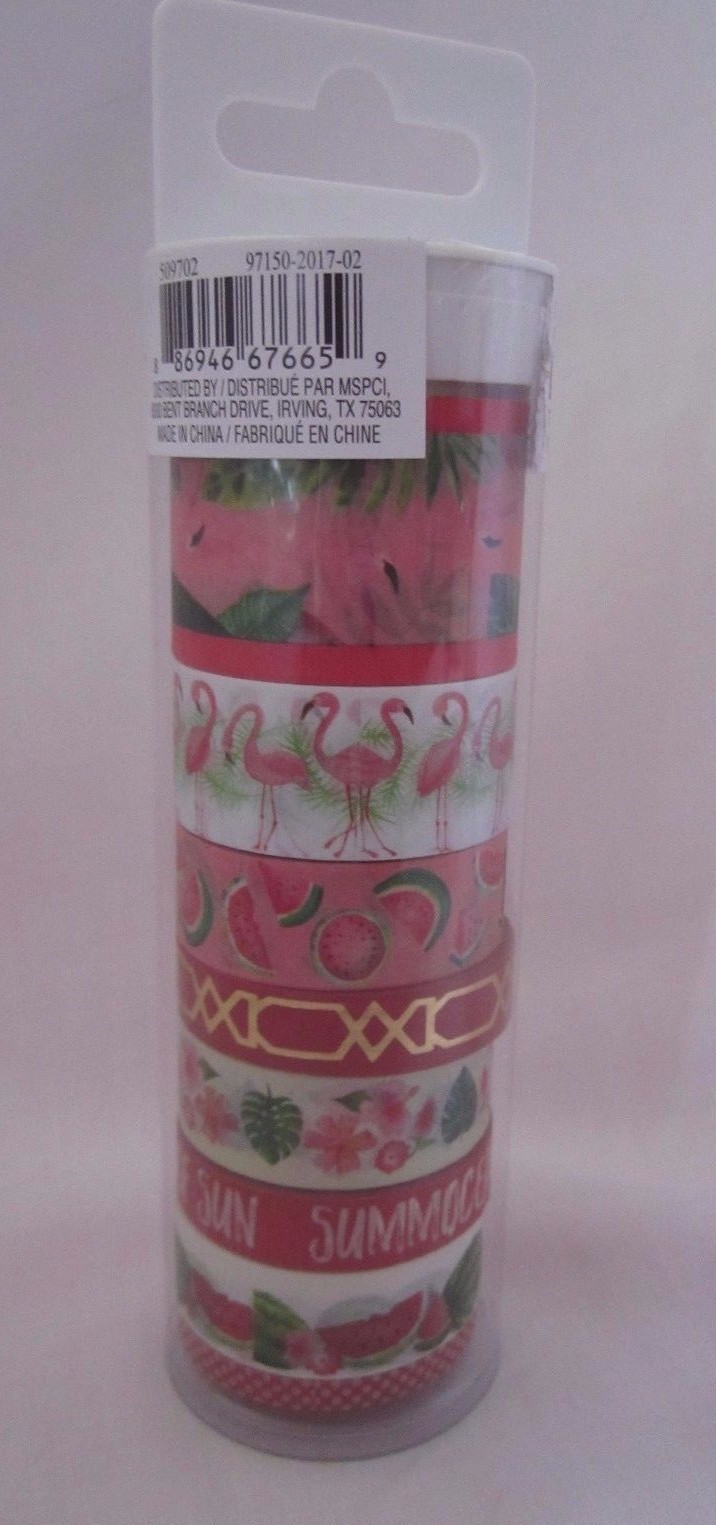 509702 97150-2017-02
8 86946 67665 9
DISTRIBUTED BY / DISTRIBUÉ PAR MSPCI,
BENT BRANCH DRIVE, IRVING, TX 75063
MADE IN CHINA / FABRIQUÉ EN CHINE
SUN SUMM